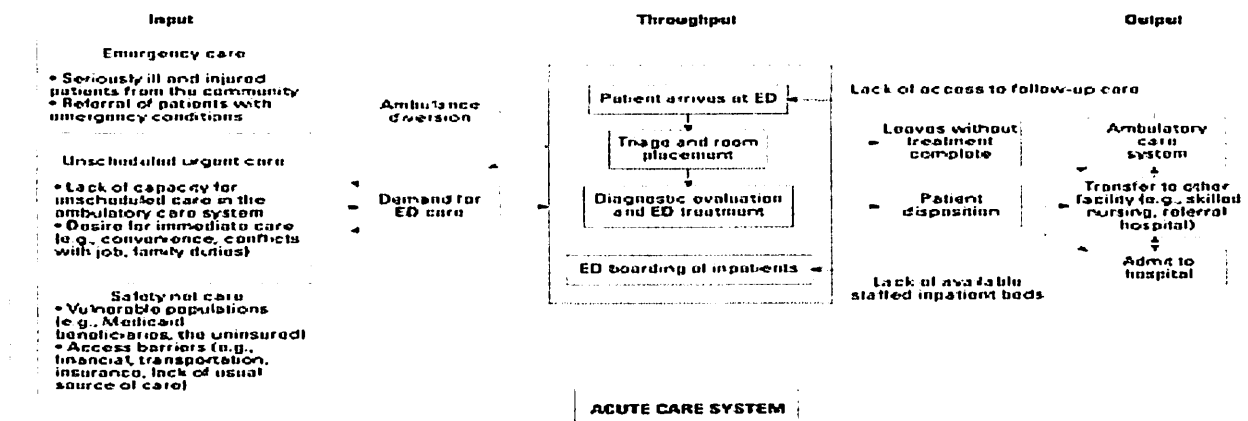 Input
Throughput
Output
Emergency care
• Seriously ill and injured
patients from the community
• Referral of patients with
emergency conditions
Unscheduled urgent care
• Lack of capacity for
unscheduled care in the
ambulatory care system
• Desire for immediate care
(e.g., convenience, conflicts
with job, family duties)
Safety net care
• Vulnerable populations
(e.g., Medicaid
beneficiaries, the uninsured)
• Access barriers (e.g.,
financial, transportation,
insurance, lack of usual
source of care)
Ambulance
diversion
Demand for
ED care
Patient arrives at ED
Triage and room
placement
Diagnostic evaluation
and ED treatment
ED boarding of inpatients
Lack of access to follow-up care
Leaves without
treatment
complete
Patient
disposition
Lack of available
staffed inpatient beds
Ambulatory
care
system
Transfer to other
facility (e.g., skilled
nursing, referral
hospital)
Admit to
hospital
ACUTE CARE SYSTEM